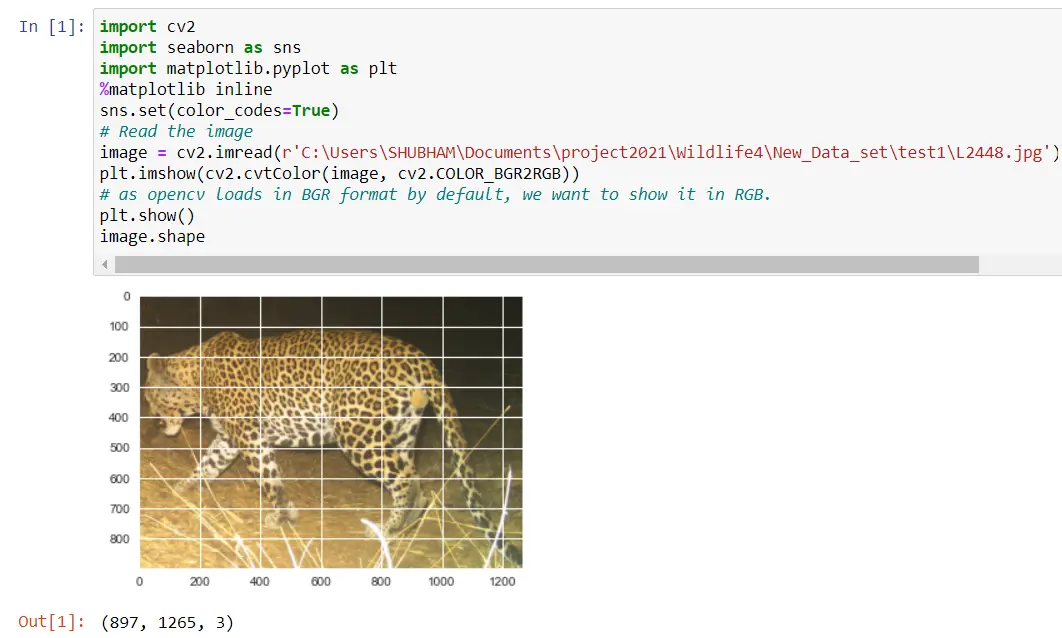 In [1]: import cv2
import seaborn as sns
import matplotlib.pyplot as plt
%matplotlib inline
sns.set(color_codes=True)
# Read the image
image = cv2.imread(r'C:\Users\SHUBHAM\Documents\project2021\Wildlife4\New_Data_set\test1\L2448.jpg')
plt.imshow(cv2.cvtColor(image, cv2.COLOR_BGR2RGB))
# as opencv loads in BGR format by default, we want to show it in RGB.
plt.show()
image.shape
0
100
200
300
400
500
600
700
800
0 200 400 600 800 1000 1200
Out[1]: (897, 1265, 3)